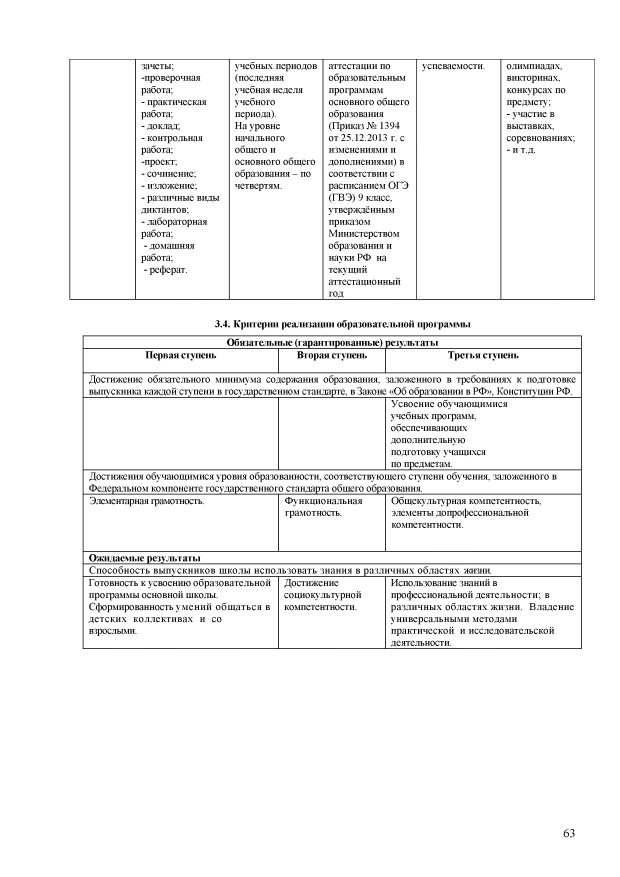 зачеты;
-проверочная
работа;
- практическая
работа;
- доклад;
- контрольная
работа;
-проект;
- сочинение;
- изложение;
- различные виды
диктантов;
- лабораторная
работа;
- домашняя
работа;
- реферат.
учебных периодов
(последняя
учебная неделя
учебного
периода).
На уровне
начального
общего и
основного общего
образования – по
четвертям.
аттестации по
образовательным
программам
основного общего
образования
(Приказ № 1394
от 25.12.2013 г. с
изменениями и
дополнениями) в
соответствии с
расписанием ОГЭ
(ГВЭ) 9 класс,
утверждённым
приказом
Министерством
образования и
науки РФ на
текущий
аттестационный
год
успеваемости.
олимпиадах,
викторинах,
конкурсах по
предмету;
- участие в
выставках,
соревнованиях;
- и т.д.
3.4. Критерии реализации образовательной программы
Обязательные (гарантированные) результаты
Первая ступень Вторая ступень Третья ступень
Достижение обязательного минимума содержания образования, заложенного в требованиях к подготовке
выпускника каждой ступени в государственном стандарте, в Законе «Об образовании в РФ», Конституции РФ.
Усвоение обучающимися
учебных программ,
обеспечивающих
дополнительную
подготовку учащихся
по предметам.
Достижения обучающимися уровня образованности, соответствующего ступени обучения, заложенного в
Федеральном компоненте государственного стандарта общего образования.
Элементарная грамотность.
Функциональная
грамотность.
Общекультурная компетентность,
элементы допрофессиональной
компетентности.
Ожидаемые результаты
Способность выпускников школы использовать знания в различных областях жизни.
Готовность к усвоению образовательной
программы основной школы.
Сформированность умений общаться в
детских коллективах и со
взрослыми.
Достижение
социокультурной
компетентности.
Использование знаний в
профессиональной деятельности; в
различных областях жизни. Владение
универсальными методами
практической и исследовательской
деятельности.
63